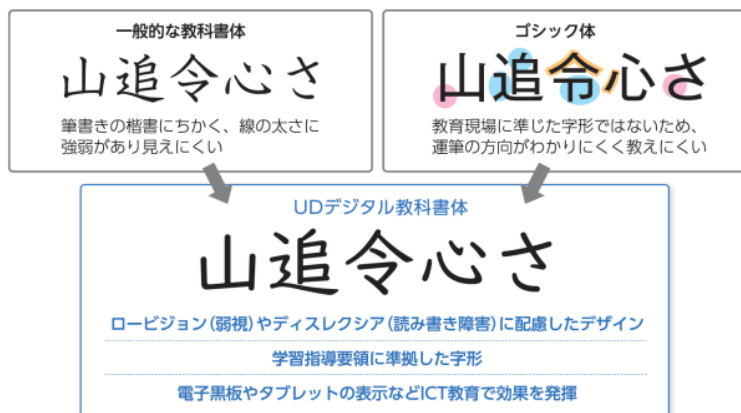 一般的な教科書体
山追令心さ
筆書きの楷書にちかく、線の太さに
強弱があり見えにくい
ゴシック体
山追令心さ
教育現場に準じた字形ではないため、
運筆の方向がわかりにくく教えにくい
UDデジタル教科書体
山追令心さ
ロービジョン(弱視)やディスレクシア(読み書き障害)に配慮したデザイン
学習指導要領に準拠した字形
電子黒板やタブレットの表示などICT教育で効果を発揮